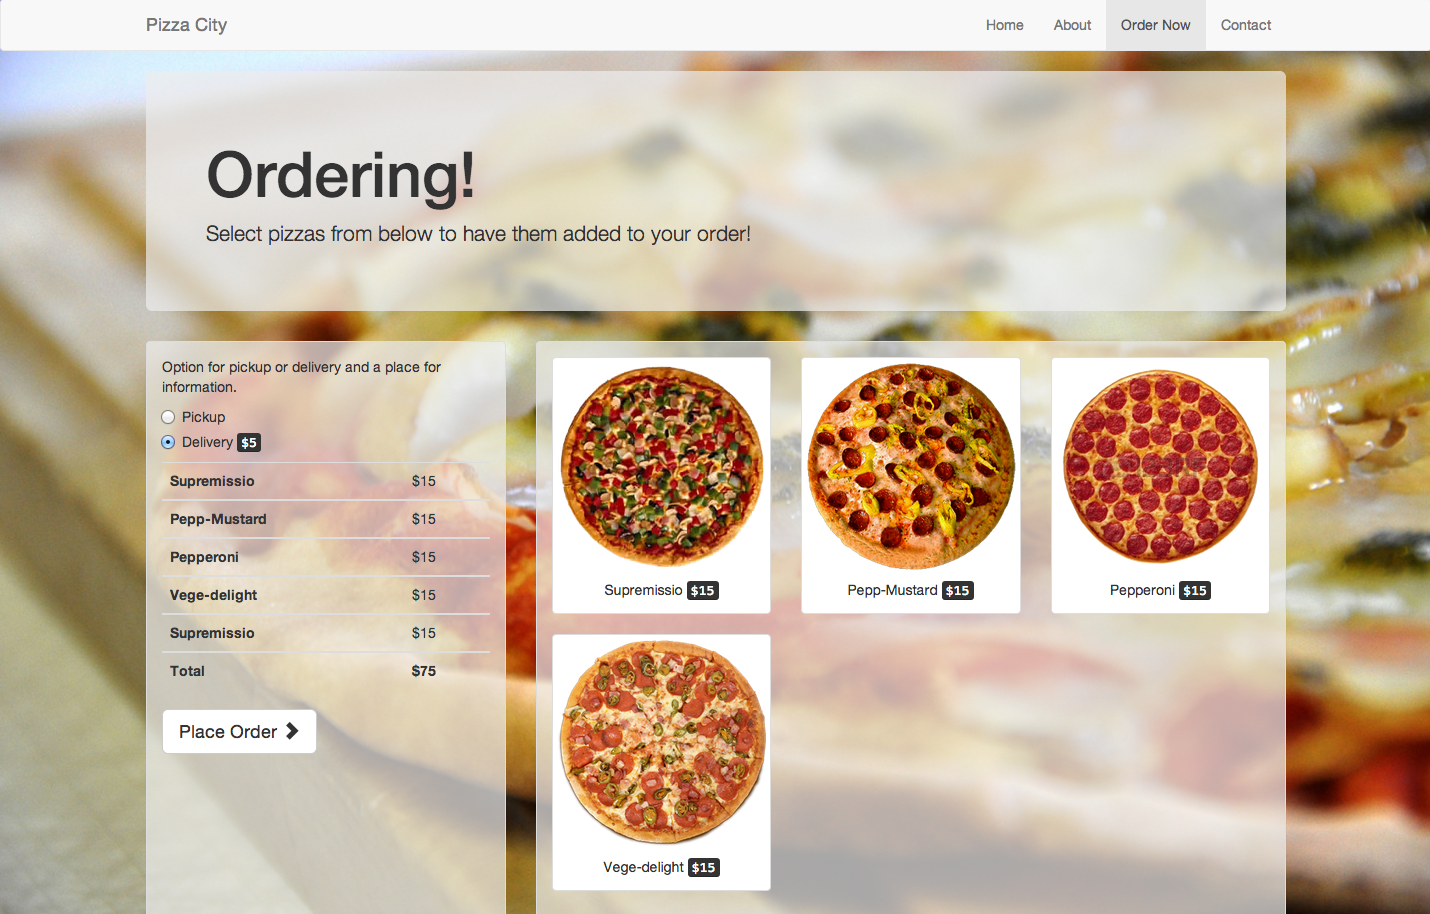 Pizza City
Home
About
Order Now
Contact
Ordering!
Select pizzas from below to have them added to your order!
Option for pickup or delivery and a place for
information.
Pickup
Delivery $5
Supremissio $15
Pepp-Mustard $15
Pepperoni $15
Vege-delight $15
Supremissio $15
Total $75
Place Order
Supremissio $15
Pepp-Mustard $15
Pepperoni $15
Vege-delight $15